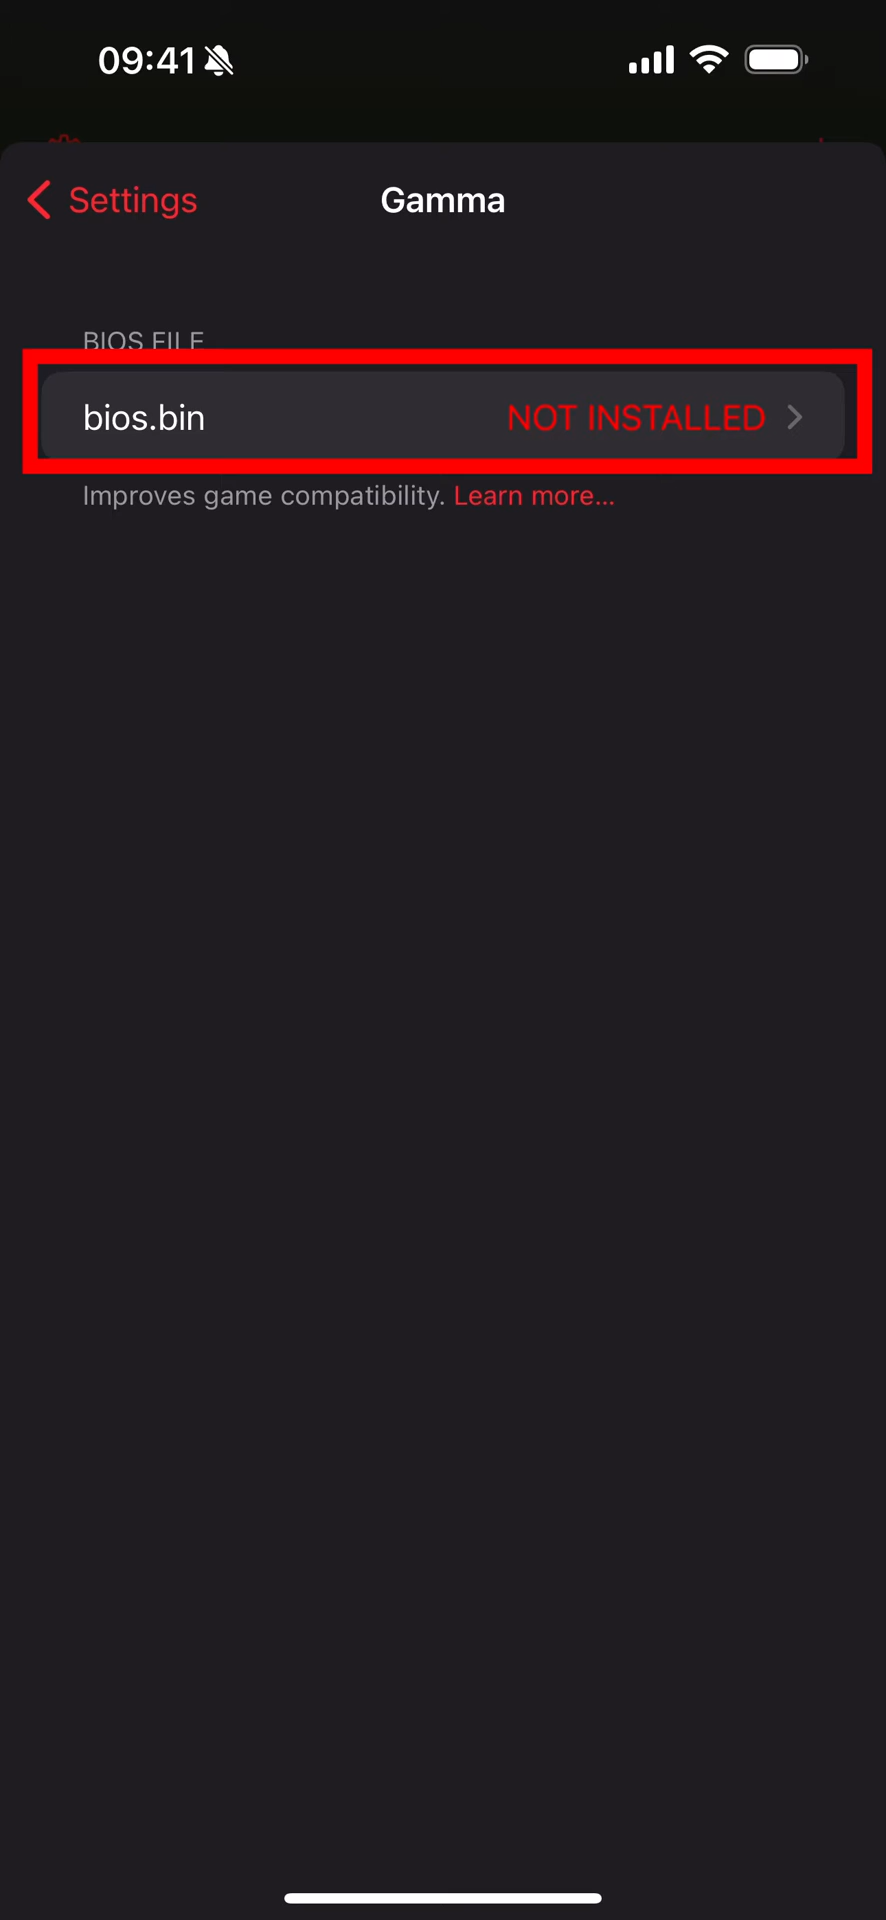 09:41
Settings
Gamma
BIOS FILE
bios.bin
NOT INSTALLED
Improves game compatibility. Learn more...